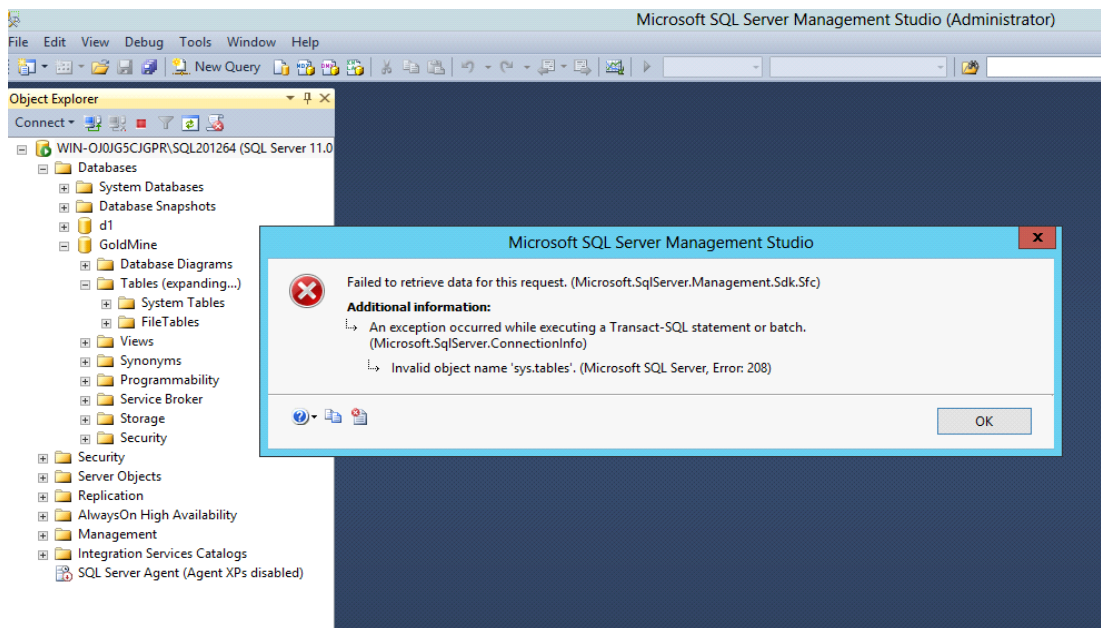 Microsoft SQL Server Management Studio (Administrator)
File Edit View Debug Tools Window Help
New Query
Object Explorer
Connect
WIN-OJ0JG5CJGPR\SQL201264 (SQL Server 11.0
Databases
System Databases
Database Snapshots
d1
GoldMine
Database Diagrams
Tables (expanding...)
System Tables
FileTables
Views
Synonyms
Programmability
Service Broker
Storage
Security
Security
Server Objects
Replication
AlwaysOn High Availability
Management
Integration Services Catalogs
SQL Server Agent (Agent XPs disabled)
Microsoft SQL Server Management Studio
x
Failed to retrieve data for this request. (Microsoft.SqlServer.Management.Sdk.Sfc)
Additional information:
An exception occurred while executing a Transact-SQL statement or batch.
(Microsoft.SqlServer.ConnectionInfo)
Invalid object name 'sys.tables'. (Microsoft SQL Server, Error: 208)
OK